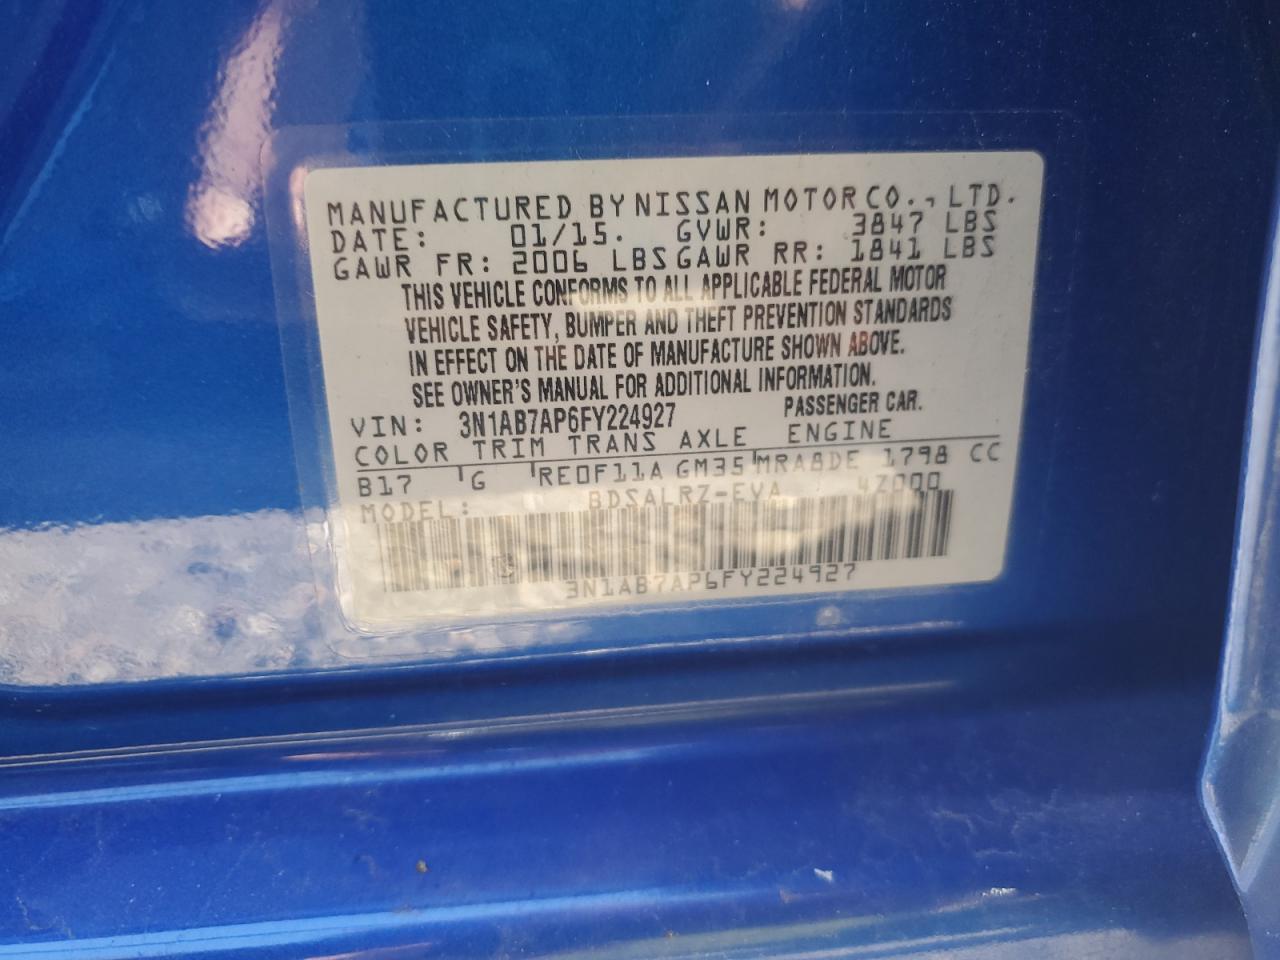 MANUFACTURED BY NISSAN MOTOR CO., LTD.
DATE: 01/15. GVWR: 3847 LBS
GAWR FR: 2006 LBS GAWR RR: 1841 LBS
THIS VEHICLE CONFORMS TO ALL APPLICABLE FEDERAL MOTOR
VEHICLE SAFETY, BUMPER AND THEFT PREVENTION STANDARDS
IN EFFECT ON THE DATE OF MANUFACTURE SHOWN ABOVE.
SEE OWNER'S MANUAL FOR ADDITIONAL INFORMATION.
VIN: 3N1AB7AP6FY224927 PASSENGER CAR.
COLOR TRIM TRANS AXLE ENGINE
B17 G RE0F11A GM35 MRA8DE 1798 CC
MODEL: BDSALRZ-EVA 4Z000
3N1AB7AP6FY224927